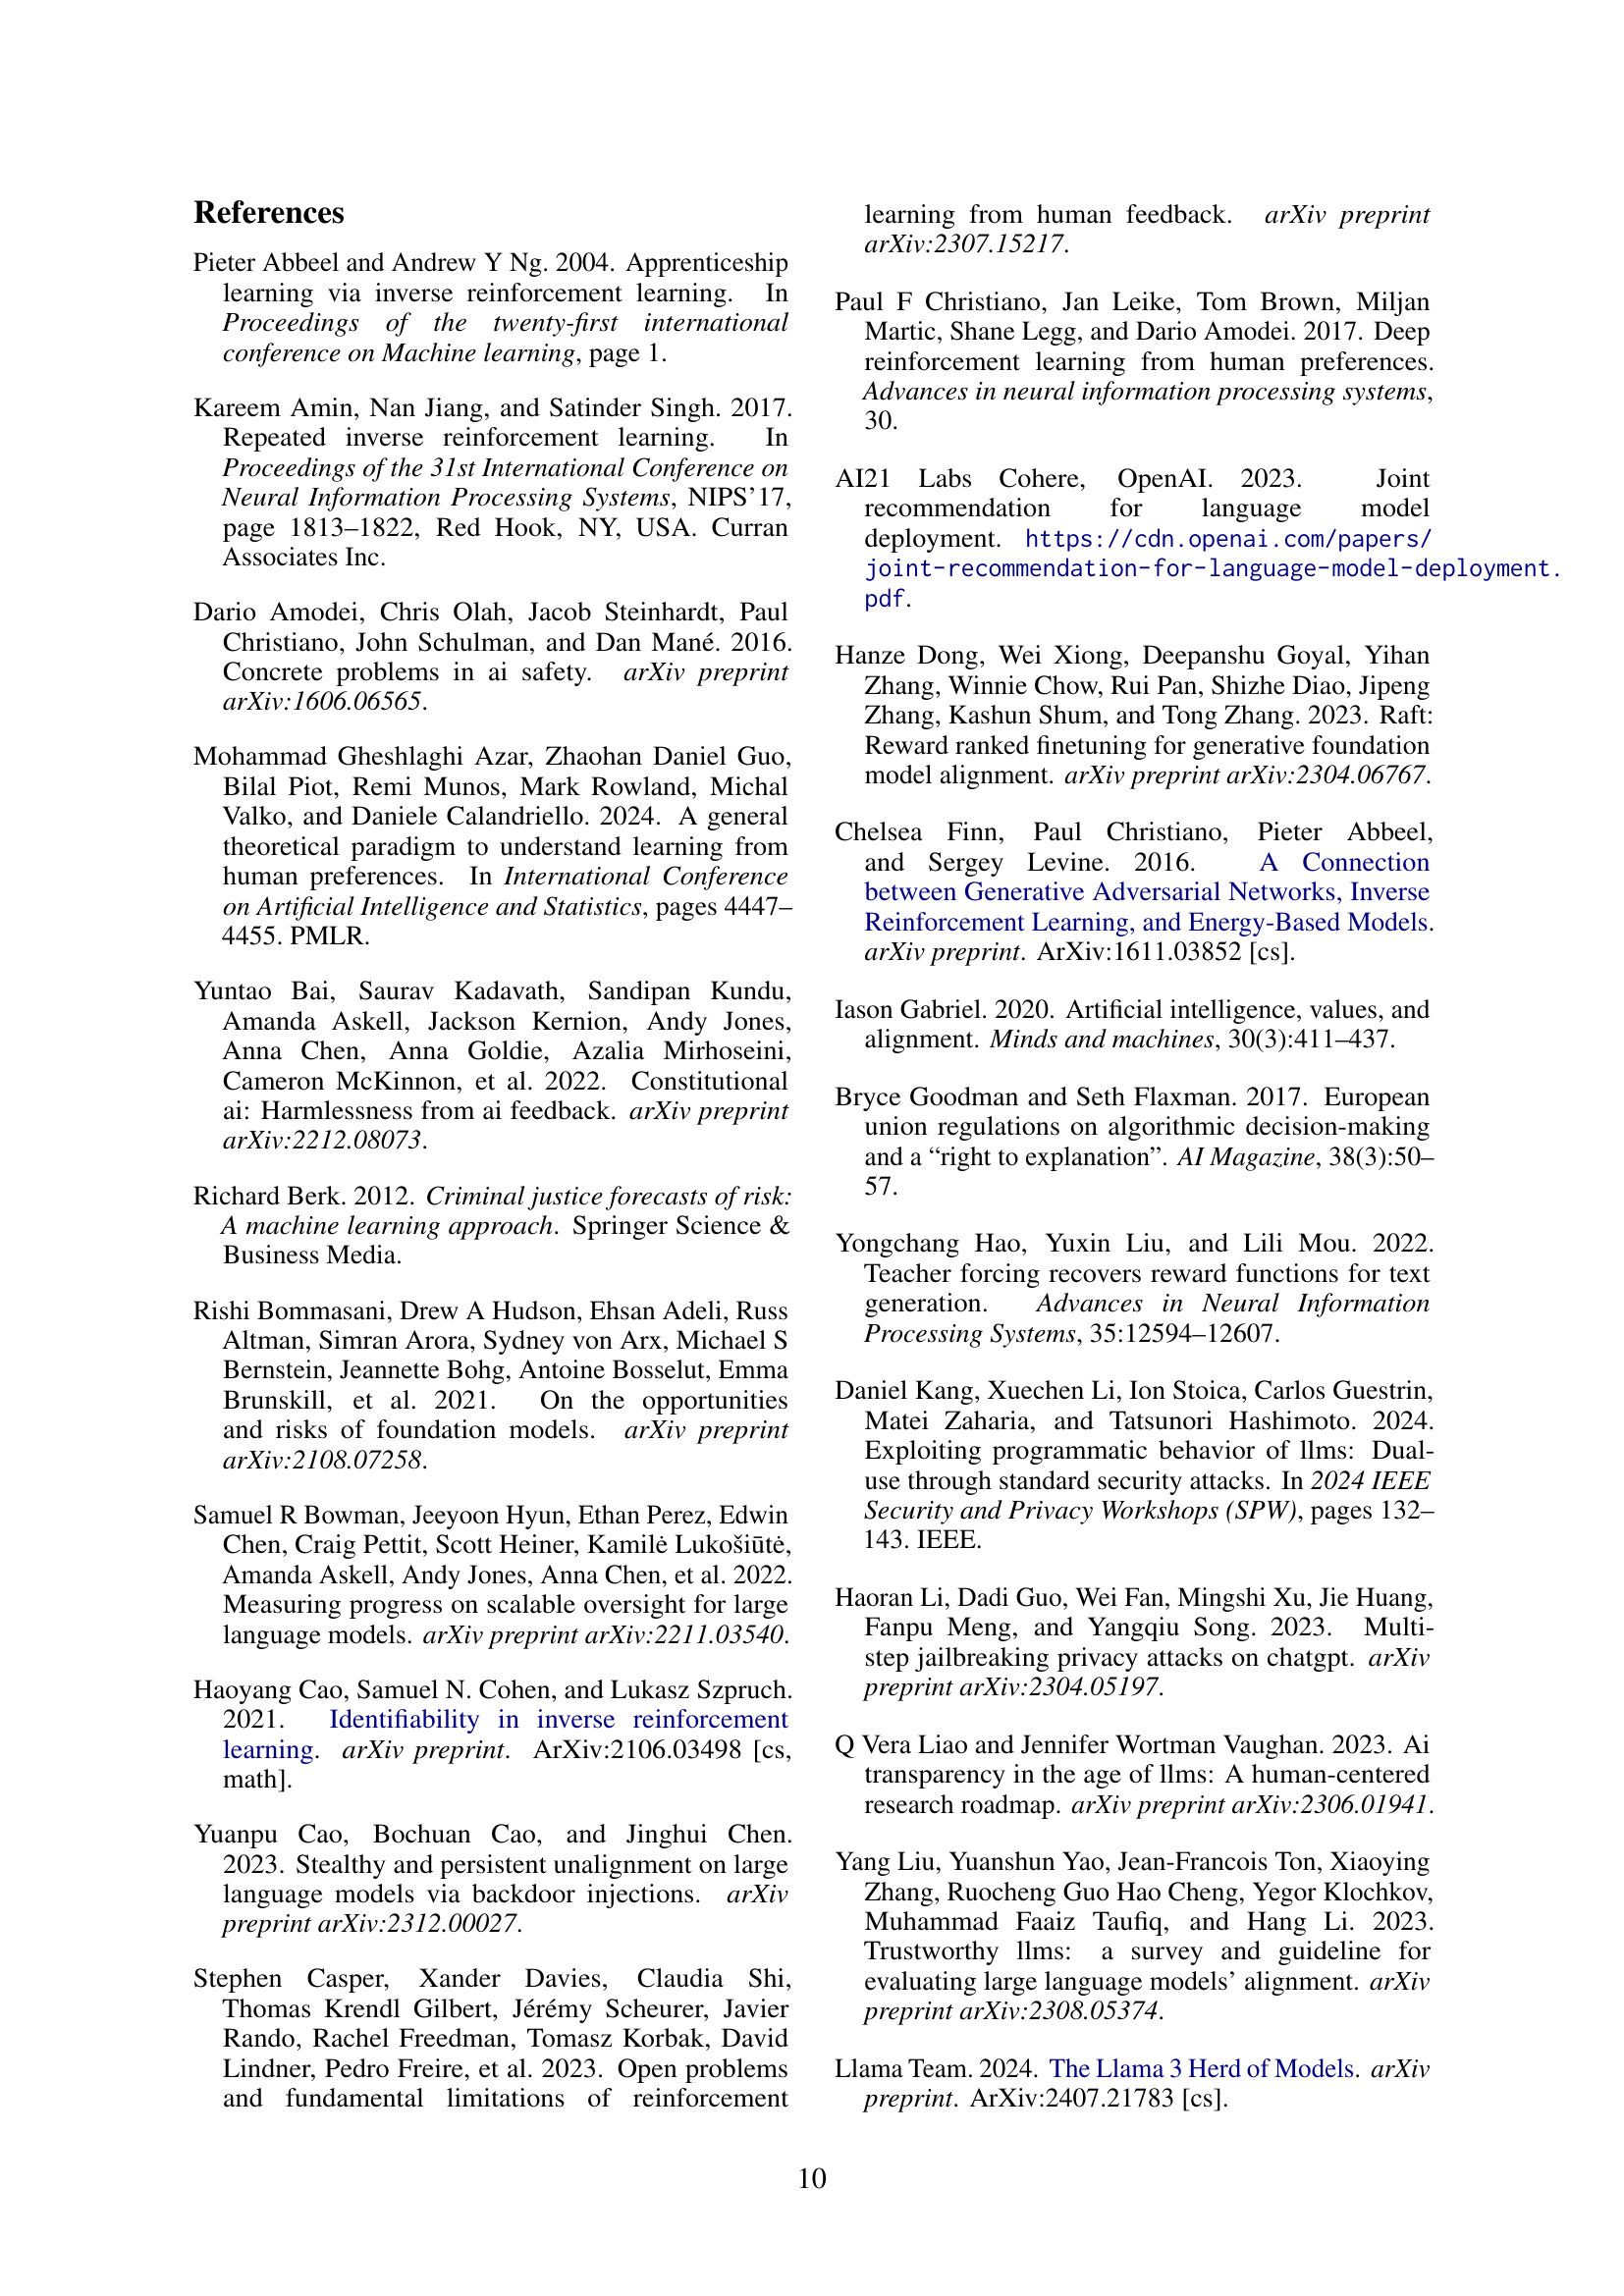 References
Pieter Abbeel and Andrew Y Ng. 2004. Apprenticeship
learning via inverse reinforcement learning. In
Proceedings of the twenty-first international
conference on Machine learning, page 1.
Kareem Amin, Nan Jiang, and Satinder Singh. 2017.
Repeated inverse reinforcement learning. In
Proceedings of the 31st International Conference on
Neural Information Processing Systems, NIPS'17,
page 1813–1822, Red Hook, NY, USA. Curran
Associates Inc.
Dario Amodei, Chris Olah, Jacob Steinhardt, Paul
Christiano, John Schulman, and Dan Mané. 2016.
Concrete problems in ai safety. arXiv preprint
arXiv:1606.06565.
Mohammad Gheshlaghi Azar, Zhaohan Daniel Guo,
Bilal Piot, Remi Munos, Mark Rowland, Michal
Valko, and Daniele Calandriello. 2024. A general
theoretical paradigm to understand learning from
human preferences. In International Conference
on Artificial Intelligence and Statistics, pages 4447–
4455. PMLR.
Yuntao Bai, Saurav Kadavath, Sandipan Kundu,
Amanda Askell, Jackson Kernion, Andy Jones,
Anna Chen, Anna Goldie, Azalia Mirhoseini,
Cameron McKinnon, et al. 2022. Constitutional
ai: Harmlessness from ai feedback. arXiv preprint
arXiv:2212.08073.
Richard Berk. 2012. Criminal justice forecasts of risk:
A machine learning approach. Springer Science &
Business Media.
Rishi Bommasani, Drew A Hudson, Ehsan Adeli, Russ
Altman, Simran Arora, Sydney von Arx, Michael S
Bernstein, Jeannette Bohg, Antoine Bosselut, Emma
Brunskill, et al. 2021. On the opportunities
and risks of foundation models. arXiv preprint
arXiv:2108.07258.
Samuel R Bowman, Jeeyoon Hyun, Ethan Perez, Edwin
Chen, Craig Pettit, Scott Heiner, Kamilė Lukošiūtė,
Amanda Askell, Andy Jones, Anna Chen, et al. 2022.
Measuring progress on scalable oversight for large
language models. arXiv preprint arXiv:2211.03540.
Haoyang Cao, Samuel N. Cohen, and Lukasz Szpruch.
2021. Identifiability in inverse reinforcement
learning. arXiv preprint. ArXiv:2106.03498 [cs,
math].
Yuanpu Cao, Bochuan Cao, and Jinghui Chen.
2023. Stealthy and persistent unalignment on large
language models via backdoor injections. arXiv
preprint arXiv:2312.00027.
Stephen Casper, Xander Davies, Claudia Shi,
Thomas Krendl Gilbert, Jérémy Scheurer, Javier
Rando, Rachel Freedman, Tomasz Korbak, David
Lindner, Pedro Freire, et al. 2023. Open problems
and fundamental limitations of reinforcement
learning from human feedback. arXiv preprint
arXiv:2307.15217.
Paul F Christiano, Jan Leike, Tom Brown, Miljan
Martic, Shane Legg, and Dario Amodei. 2017. Deep
reinforcement learning from human preferences.
Advances in neural information processing systems,
30.
AI21 Labs Cohere, OpenAI. 2023. Joint
recommendation for language model
deployment. https://cdn.openai.com/papers/
joint-recommendation-for-language-model-deployment.
pdf.
Hanze Dong, Wei Xiong, Deepanshu Goyal, Yihan
Zhang, Winnie Chow, Rui Pan, Shizhe Diao, Jipeng
Zhang, Kashun Shum, and Tong Zhang. 2023. Raft:
Reward ranked finetuning for generative foundation
model alignment. arXiv preprint arXiv:2304.06767.
Chelsea Finn, Paul Christiano, Pieter Abbeel,
and Sergey Levine. 2016. A Connection
between Generative Adversarial Networks, Inverse
Reinforcement Learning, and Energy-Based Models.
arXiv preprint. ArXiv:1611.03852 [cs].
Iason Gabriel. 2020. Artificial intelligence, values, and
alignment. Minds and machines, 30(3):411–437.
Bryce Goodman and Seth Flaxman. 2017. European
union regulations on algorithmic decision-making
and a “right to explanation”. AI Magazine, 38(3):50–
57.
Yongchang Hao, Yuxin Liu, and Lili Mou. 2022.
Teacher forcing recovers reward functions for text
generation. Advances in Neural Information
Processing Systems, 35:12594–12607.
Daniel Kang, Xuechen Li, Ion Stoica, Carlos Guestrin,
Matei Zaharia, and Tatsunori Hashimoto. 2024.
Exploiting programmatic behavior of llms: Dual-
use through standard security attacks. In 2024 IEEE
Security and Privacy Workshops (SPW), pages 132–
143. IEEE.
Haoran Li, Dadi Guo, Wei Fan, Mingshi Xu, Jie Huang,
Fanpu Meng, and Yangqiu Song. 2023. Multi-
step jailbreaking privacy attacks on chatgpt. arXiv
preprint arXiv:2304.05197.
Q Vera Liao and Jennifer Wortman Vaughan. 2023. Ai
transparency in the age of llms: A human-centered
research roadmap. arXiv preprint arXiv:2306.01941.
Yang Liu, Yuanshun Yao, Jean-Francois Ton, Xiaoying
Zhang, Ruocheng Guo Hao Cheng, Yegor Klochkov,
Muhammad Faaiz Taufiq, and Hang Li. 2023.
Trustworthy llms: a survey and guideline for
evaluating large language models' alignment. arXiv
preprint arXiv:2308.05374.
Llama Team. 2024. The Llama 3 Herd of Models. arXiv
preprint. ArXiv:2407.21783 [cs].
10